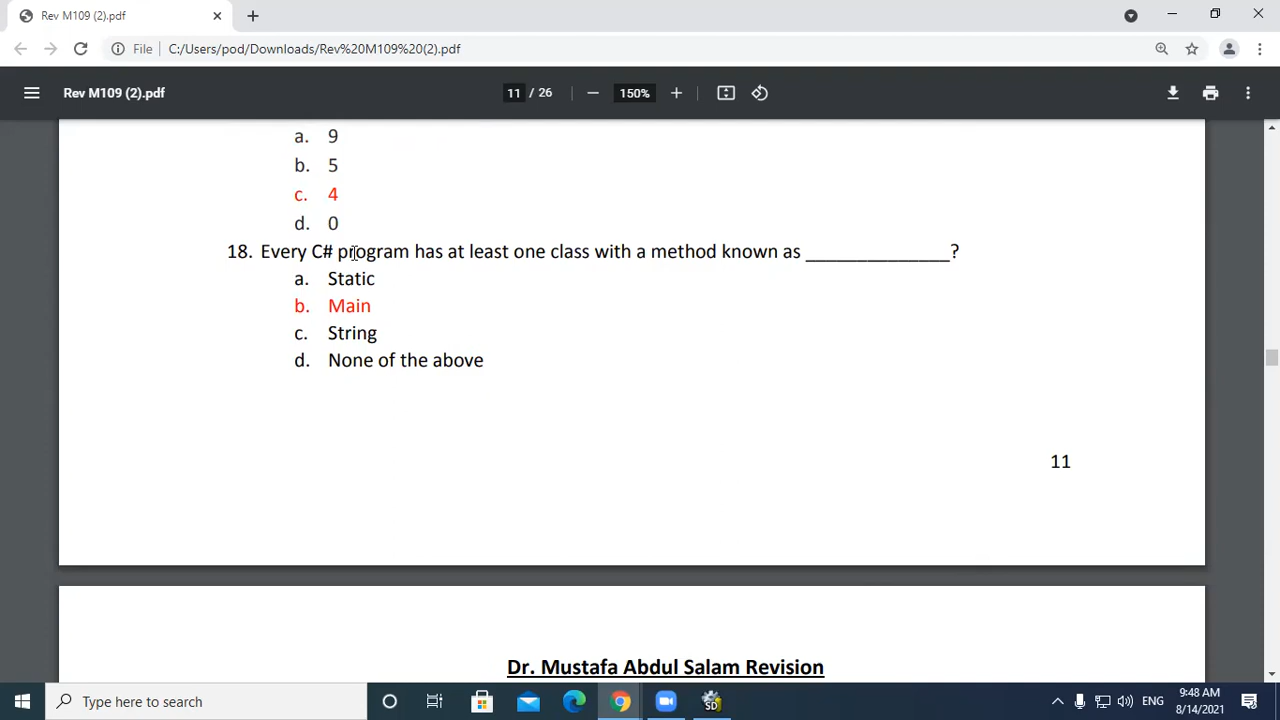 Rev M109 (2).pdf
File
C:/Users/pod/Downloads/Rev%20M109%20(2).pdf
Rev M109 (2).pdf
11 / 26
150%
a. 9
b. 5
c. 4
d. 0
18. Every C# program has at least one class with a method known as ______________?
a. Static
b. Main
c. String
d. None of the above
11
Dr. Mustafa Abdul Salam Revision
Type here to search
SD
ENG
9:48 AM
8/14/2021